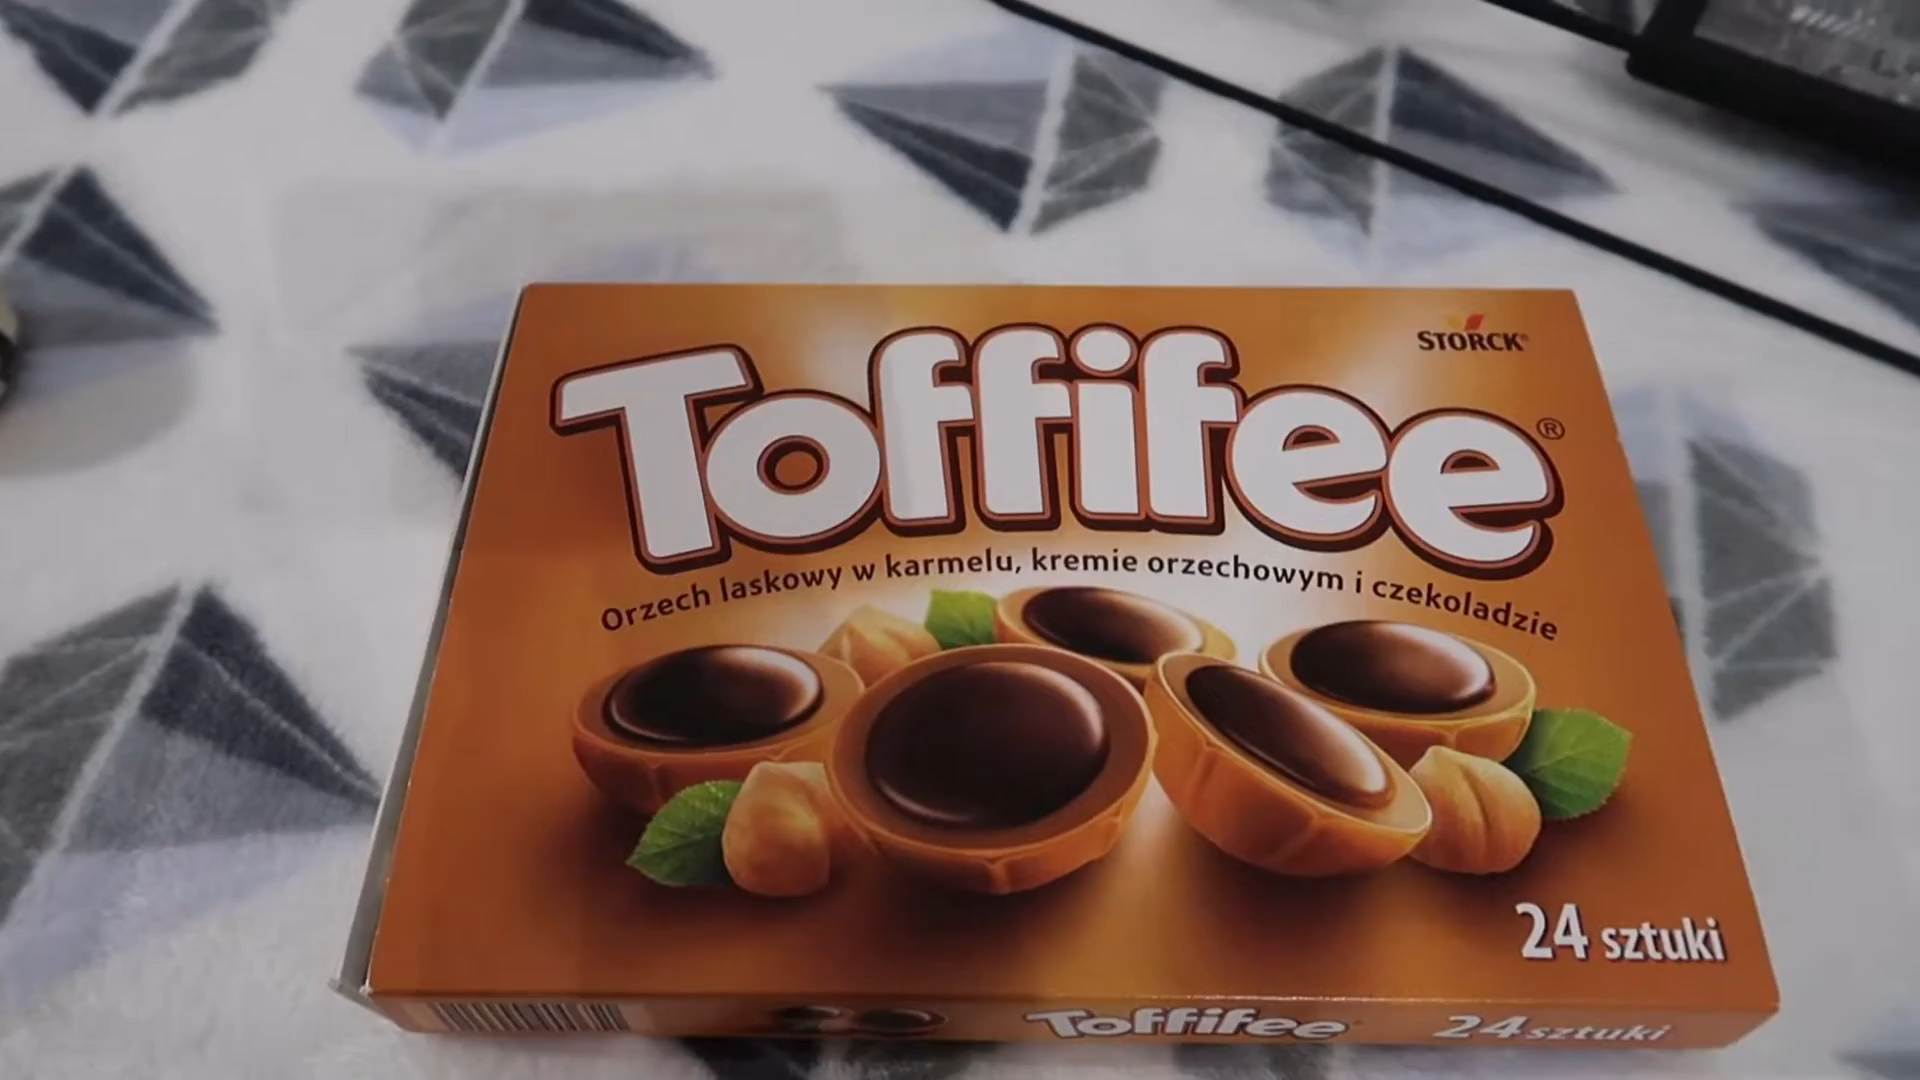 STORCK®
Toffifee®
Orzech laskowy w karmelu, kremie orzechowym i czekoladzie
24 sztuki
Toffifee 24 sztuki